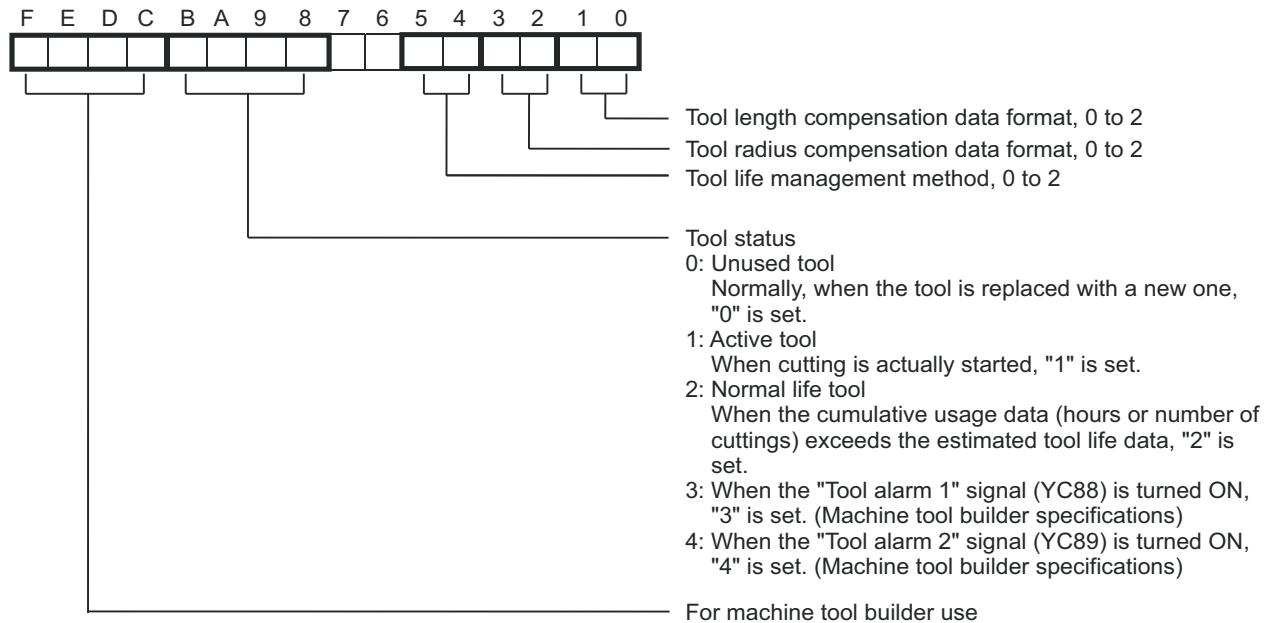 F E D C B A 9 8 7 6 5 4 3 2 1 0
Tool length compensation data format, 0 to 2
Tool radius compensation data format, 0 to 2
Tool life management method, 0 to 2
Tool status
0: Unused tool
Normally, when the tool is replaced with a new one,
"0" is set.
1: Active tool
When cutting is actually started, "1" is set.
2: Normal life tool
When the cumulative usage data (hours or number of
cuttings) exceeds the estimated tool life data, "2" is
set.
3: When the "Tool alarm 1" signal (YC88) is turned ON,
"3" is set. (Machine tool builder specifications)
4: When the "Tool alarm 2" signal (YC89) is turned ON,
"4" is set. (Machine tool builder specifications)
For machine tool builder use